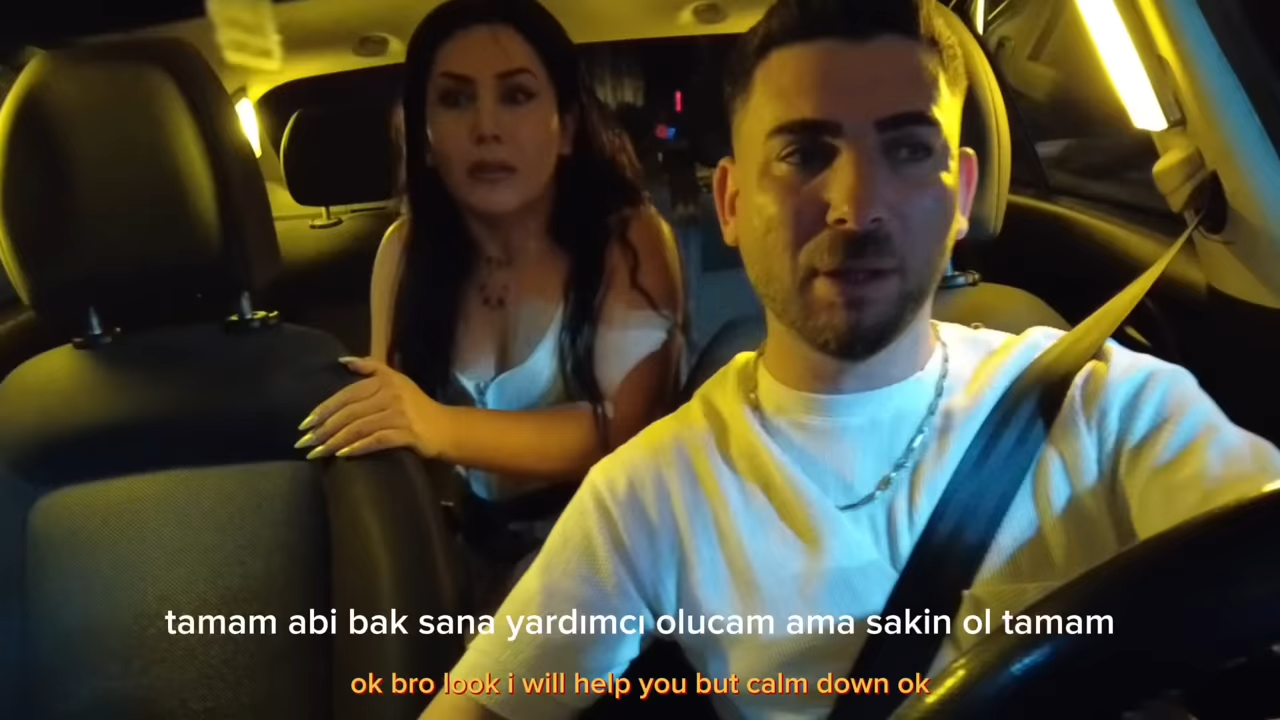 tamam abi bak sana yardımcı olucam ama sakin ol tamam
ok bro look i will help you but calm down ok